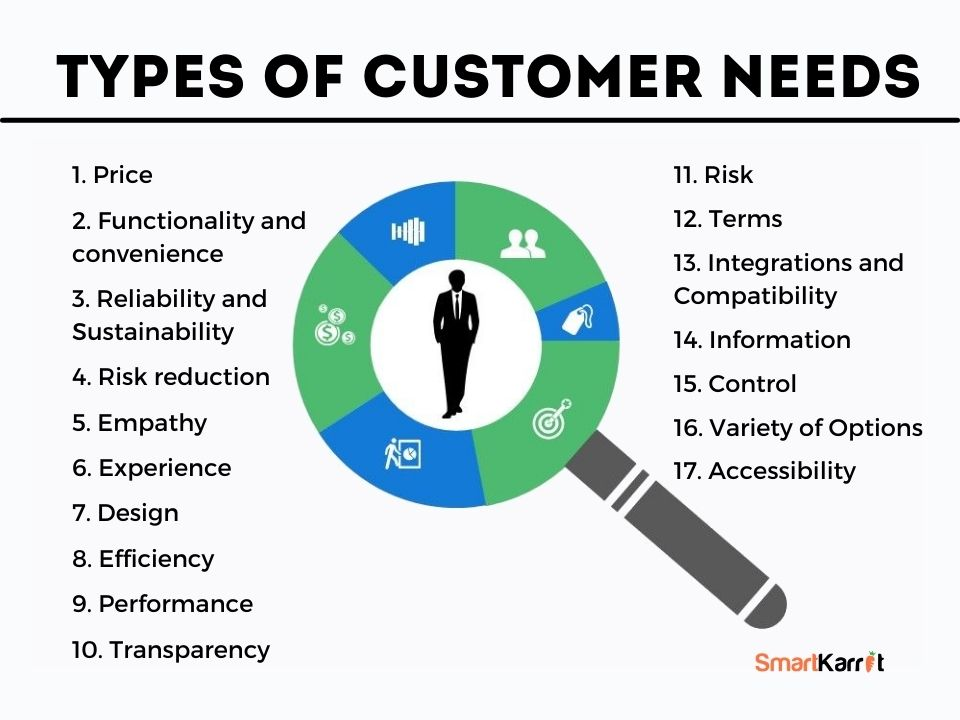 TYPES OF CUSTOMER NEEDS
1. Price
2. Functionality and
convenience
3. Reliability and
Sustainability
4. Risk reduction
5. Empathy
6. Experience
7. Design
8. Efficiency
9. Performance
10. Transparency
11. Risk
12. Terms
13. Integrations and
Compatibility
14. Information
15. Control
16. Variety of Options
17. Accessibility
SmartKarrot